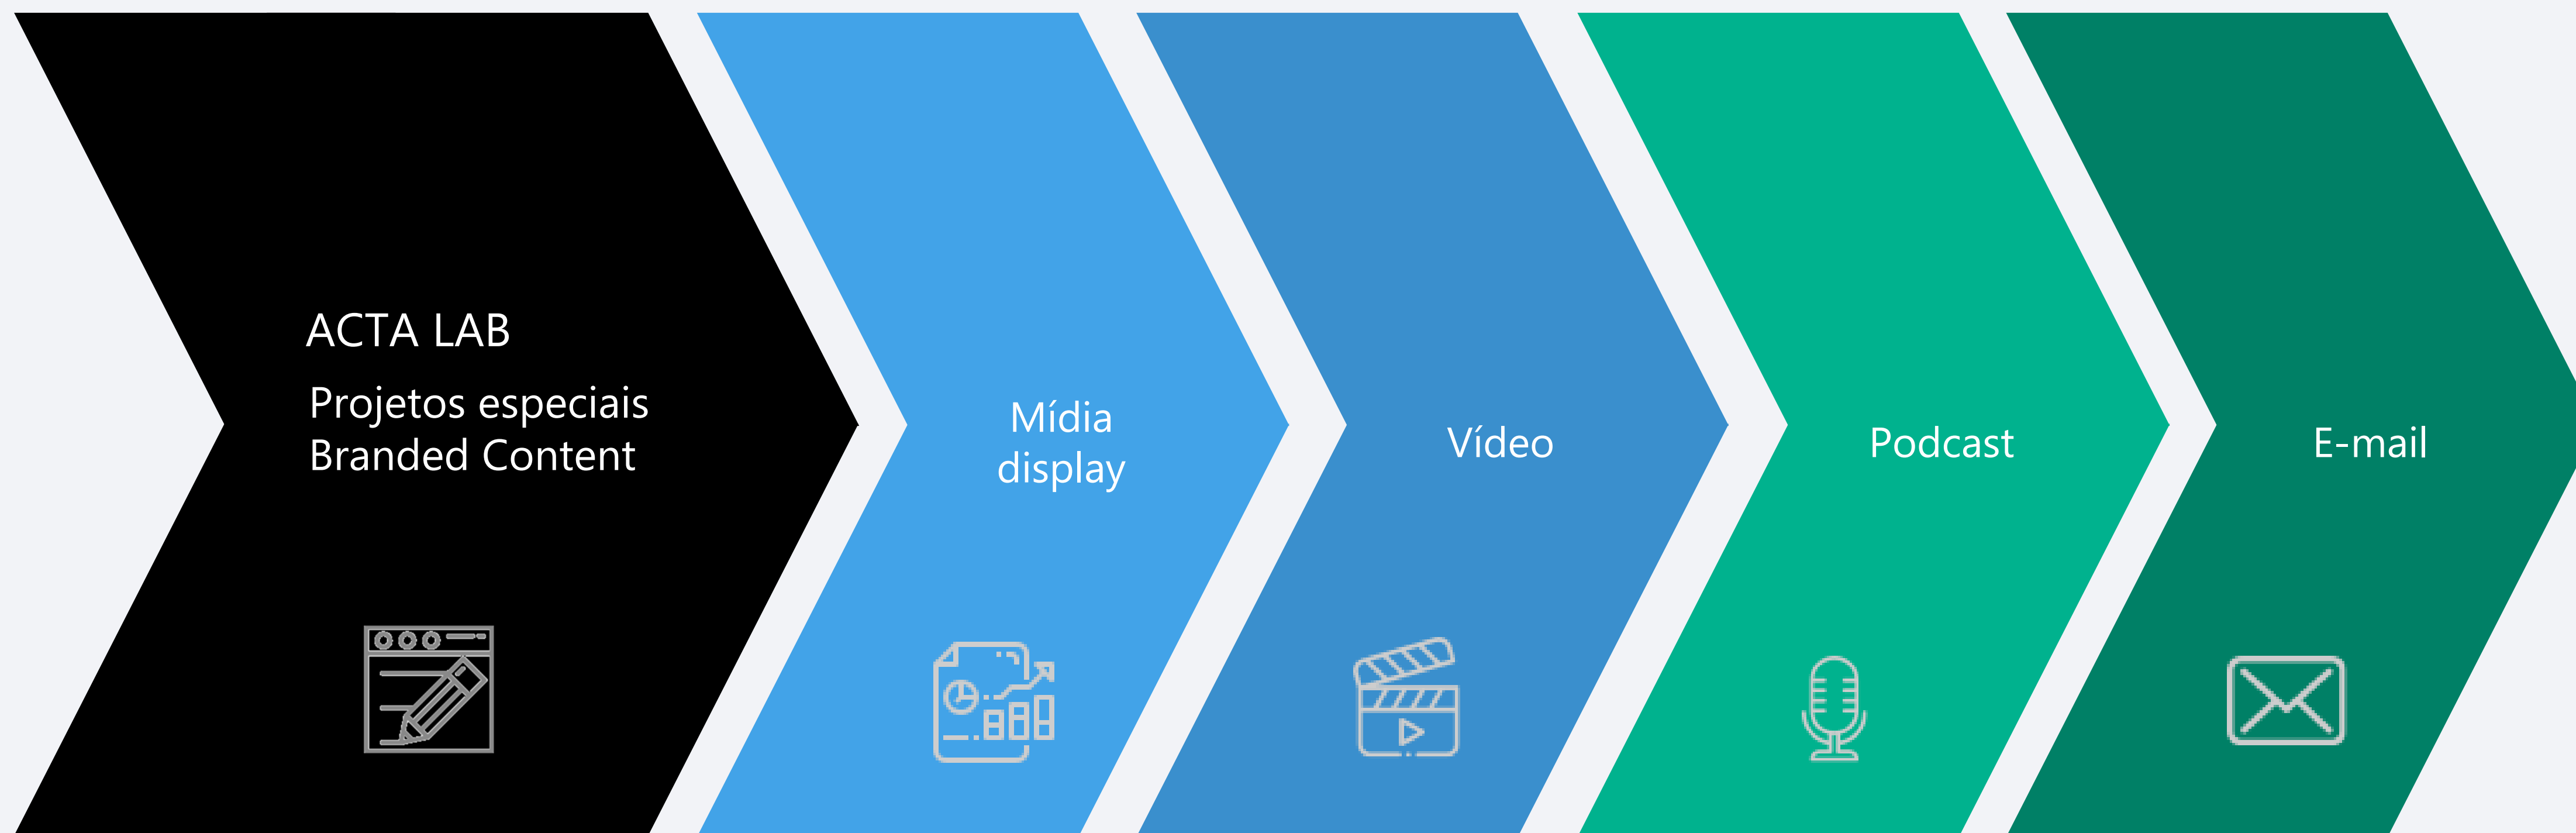 ACTA LAB
Projetos especiais
Branded Content
Mídia
display
Vídeo
Podcast
E-mail